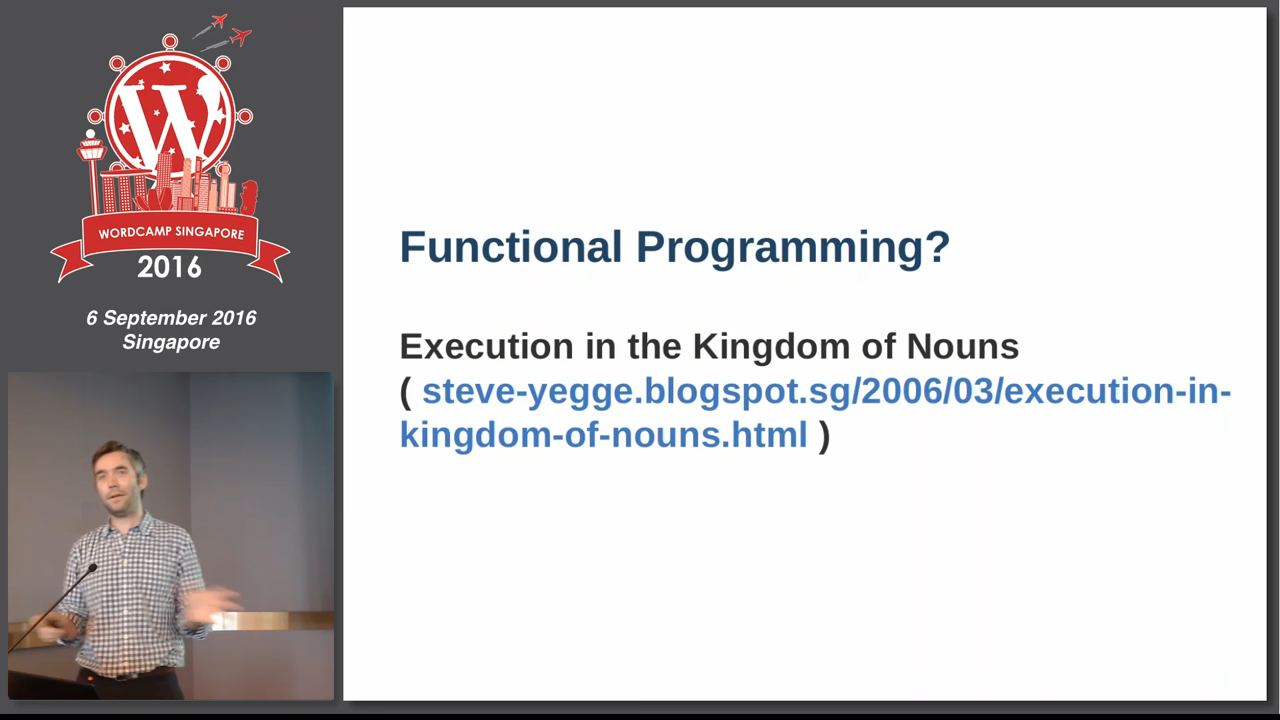 W
WORDCAMP SINGAPORE
2016
6 September 2016
Singapore
Functional Programming?
Execution in the Kingdom of Nouns
( steve-yegge.blogspot.sg/2006/03/execution-in-
kingdom-of-nouns.html )